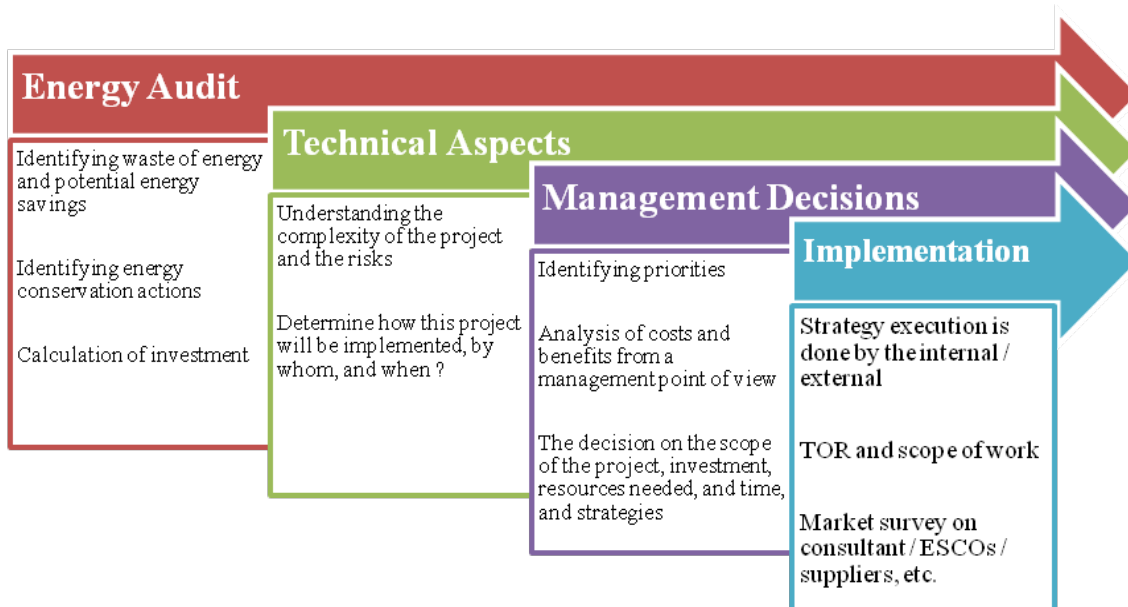 Energy Audit
Identifying waste of energy
and potential energy
savings
Identifying energy
conservation actions
Calculation of investment
Technical Aspects
Understanding the
complexity of the project
and the risks
Determine how this project
will be implemented, by
whom, and when ?
Management Decisions
Identifying priorities
Analysis of costs and
benefits from a
management point of view
The decision on the scope
of the project, investment,
resources needed, and time,
and strategies
Implementation
Strategy execution is
done by the internal /
external
TOR and scope of work
Market survey on
consultant / ESCOs /
suppliers, etc.